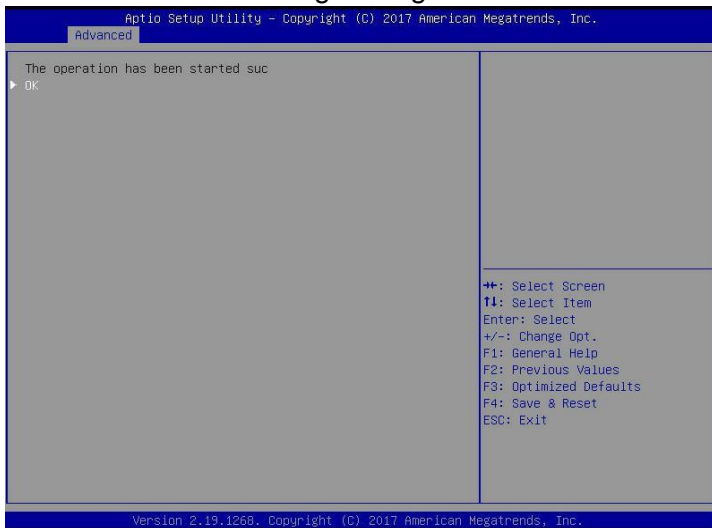 Aptio Setup Utility – Copyright (C) 2017 American Megatrends, Inc.
Advanced
The operation has been started suc
OK
→←: Select Screen
↑↓: Select Item
Enter: Select
+/-: Change Opt.
F1: General Help
F2: Previous Values
F3: Optimized Defaults
F4: Save & Reset
ESC: Exit
Version 2.19.1268. Copyright (C) 2017 American Megatrends, Inc.